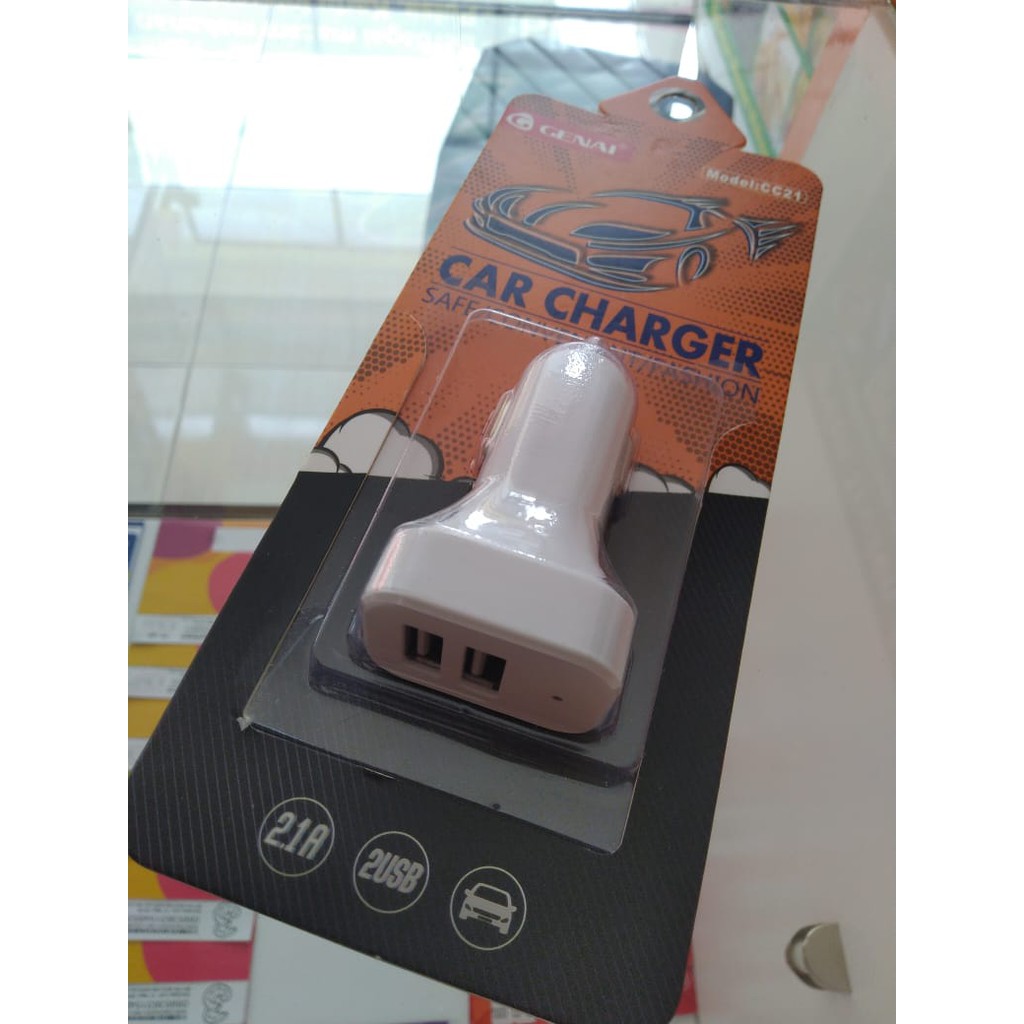 GENAI
Model:CC21
CAR CHARGER
2.1A
2USB